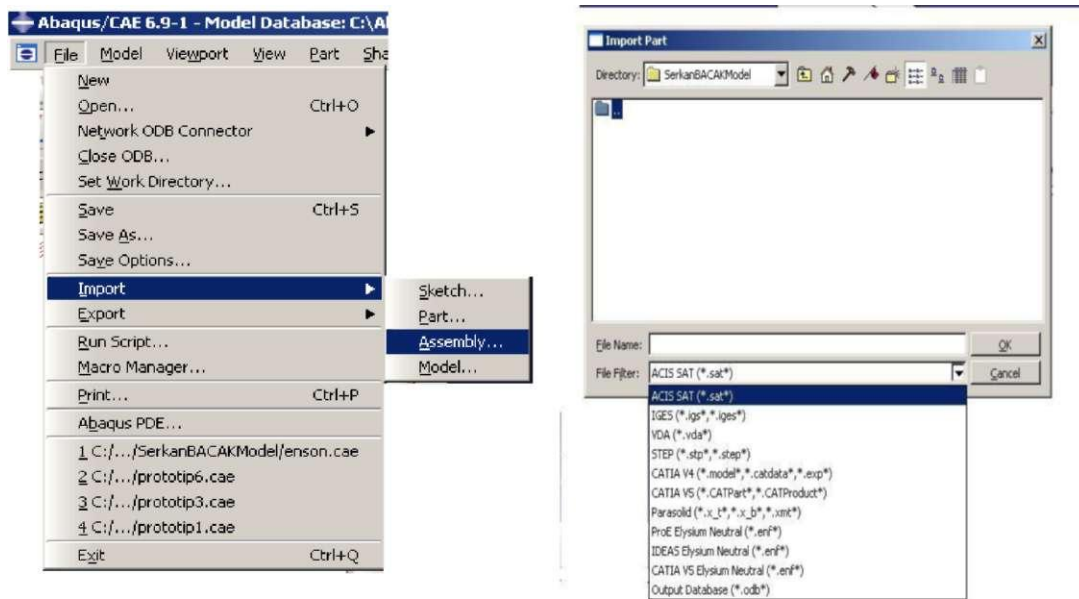 Abaqus/CAE 6.9-1 - Model Database: C:\A
File Model Viewport View Part Sha
New
Open... Ctrl+O
Network ODB Connector
Close ODB...
Set Work Directory...
Save Ctrl+S
Save As...
Save Options...
Import
Export
Run Script...
Macro Manager...
Print... Ctrl+P
Abaqus PDE...
1 C:/.../SerkanBACAKModel/enson.cae
2 C:/.../prototip6.cae
3 C:/.../prototip3.cae
4 C:/.../prototip1.cae
Exit Ctrl+Q
Sketch...
Part...
Assembly...
Model...
Import Part
Directory: SerkanBACAKModel
..
File Name: OK
File Filter: ACIS SAT (*.sat*) Cancel
ACIS SAT (*.sat*)
IGES (*.igs*,*.iges*)
VDA (*.vda*)
STEP (*.stp*,*.step*)
CATIA V4 (*.model*,*.catdata*,*.exp*)
CATIA V5 (*.CATPart*,*.CATProduct*)
Parasolid (*.x_t*,*.x_b*,*.xmt*)
ProE Elysium Neutral (*.enf*)
IDEAS Elysium Neutral (*.enf*)
CATIA V5 Elysium Neutral (*.enf*)
Output Database (*.odb*)